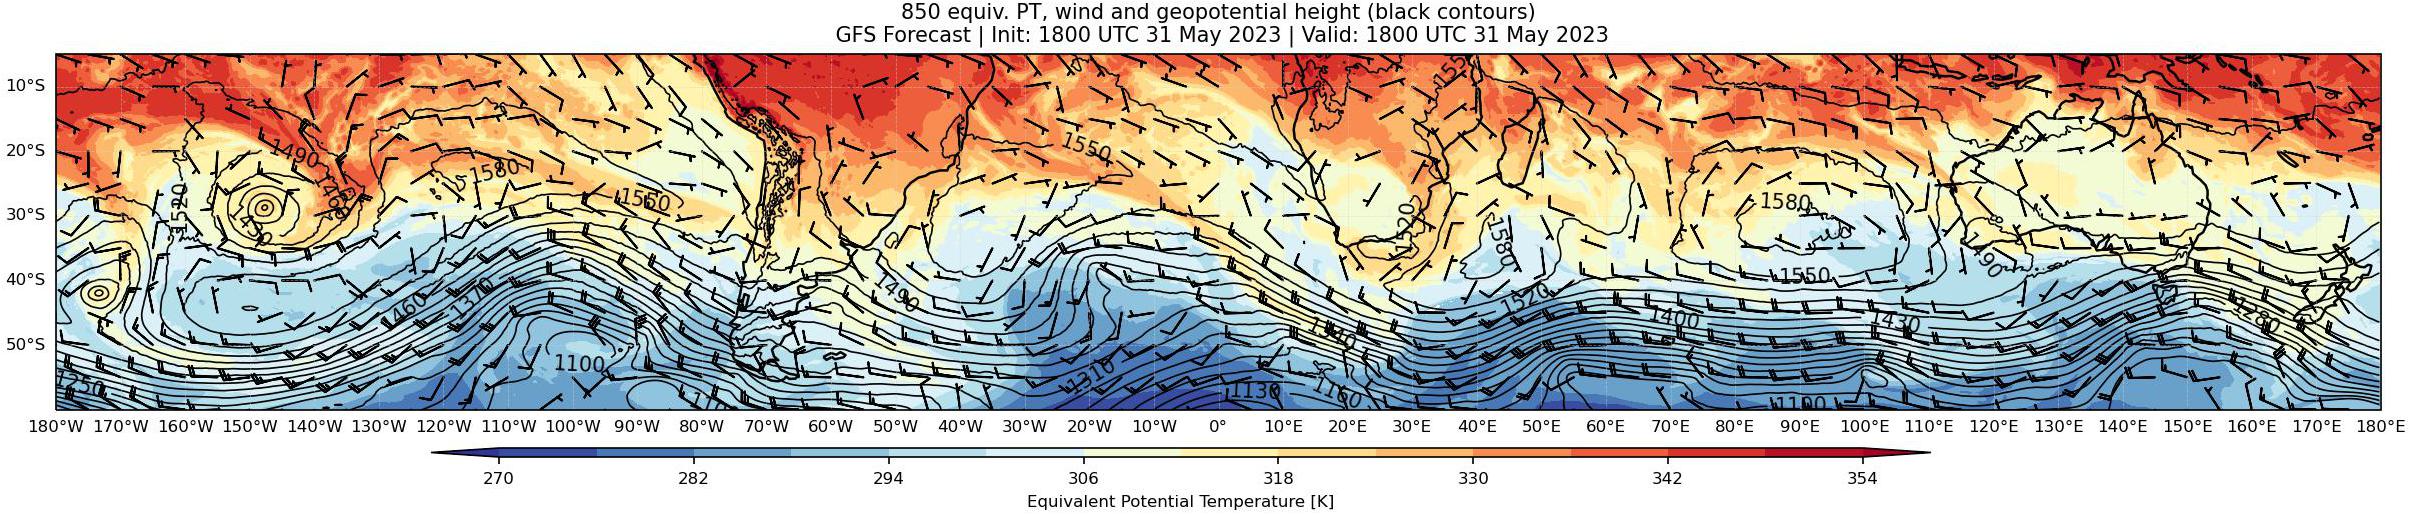 850 equiv. PT, wind and geopotential height (black contours)
GFS Forecast | Init: 1800 UTC 31 May 2023 | Valid: 1800 UTC 31 May 2023
10°S
20°S
30°S
40°S
50°S
1490
1520
1580
1550
1550
1520
1580
1580
1550
1490
1460
1370
1490
1520
1400
1430
1280
1250
1100
1310
1130
1160
1100
180°W 170°W 160°W 150°W 140°W 130°W 120°W 110°W 100°W 90°W 80°W 70°W 60°W 50°W 40°W 30°W 20°W 10°W 0° 10°E 20°E 30°E 40°E 50°E 60°E 70°E 80°E 90°E 100°E 110°E 120°E 130°E 140°E 150°E 160°E 170°E 180°E
270 282 294 306 318 330 342 354
Equivalent Potential Temperature [K]